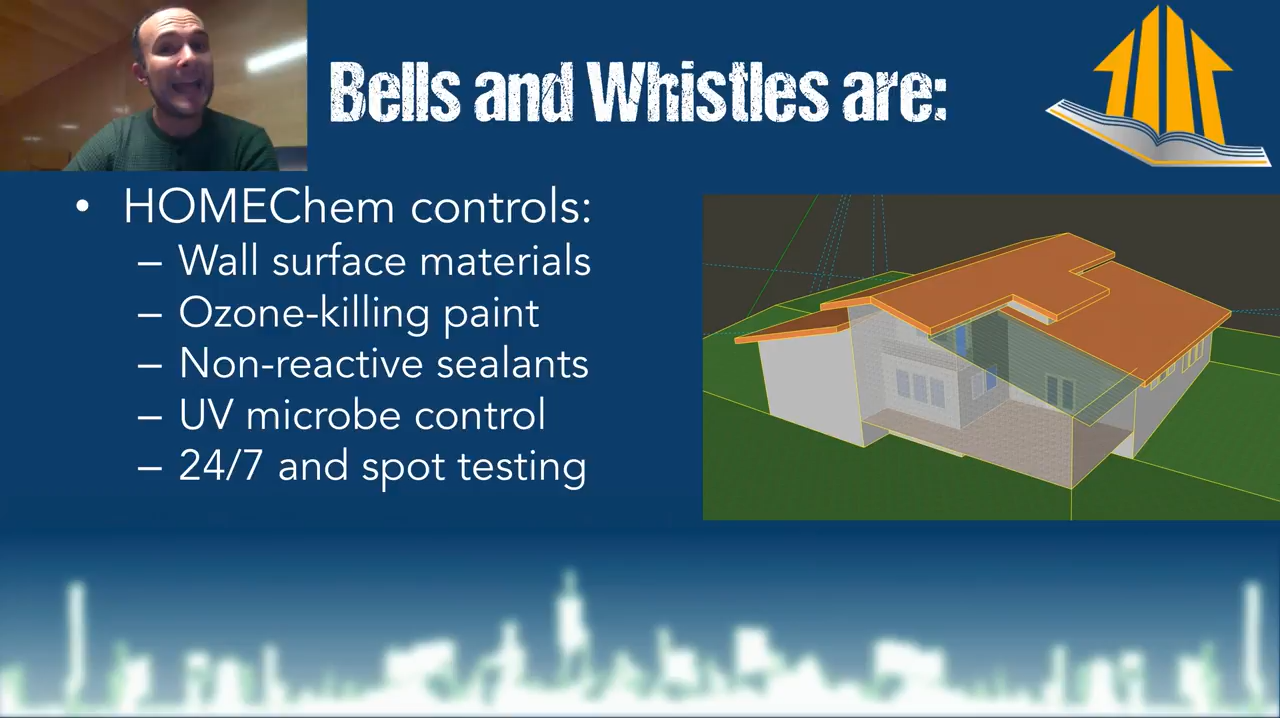 Bells and Whistles are:
• HOMEChem controls:
– Wall surface materials
– Ozone-killing paint
– Non-reactive sealants
– UV microbe control
– 24/7 and spot testing